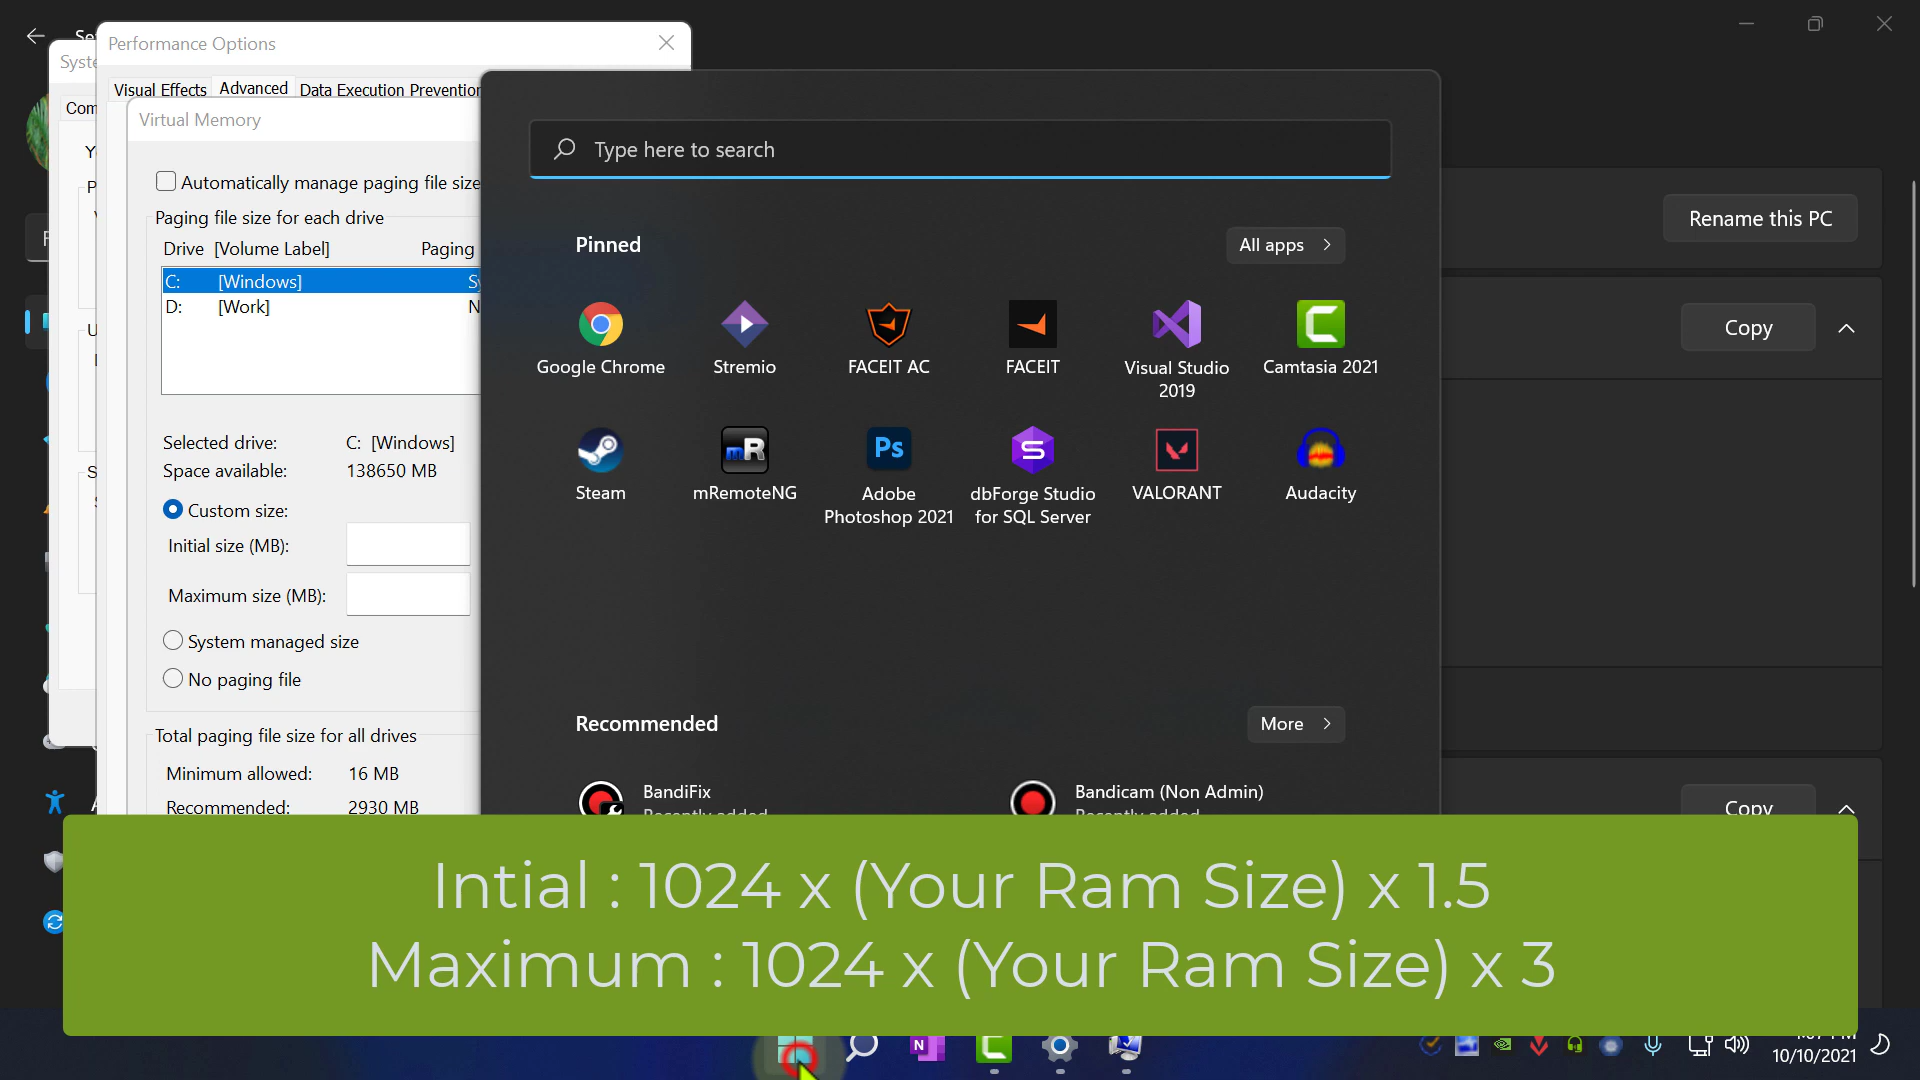 Performance Options
Visual Effects
Advanced
Data Execution Prevention
Virtual Memory
Automatically manage paging file size
Paging file size for each drive
Drive [Volume Label]
Paging
C: [Windows]
D: [Work]
Selected drive: C: [Windows]
Space available: 138650 MB
Custom size:
Initial size (MB):
Maximum size (MB):
System managed size
No paging file
Total paging file size for all drives
Minimum allowed: 16 MB
Recommended: 2930 MB
Type here to search
Pinned
All apps
Google Chrome
Stremio
FACEIT AC
FACEIT
Visual Studio
2019
Camtasia 2021
Steam
mRemoteNG
Adobe
Photoshop 2021
dbForge Studio
for SQL Server
VALORANT
Audacity
Recommended
More
BandiFix
Recently added
Bandicam (Non Admin)
Recently added
Rename this PC
Copy
Copy
Intial : 1024 x (Your Ram Size) x 1.5
Maximum : 1024 x (Your Ram Size) x 3
10/10/2021